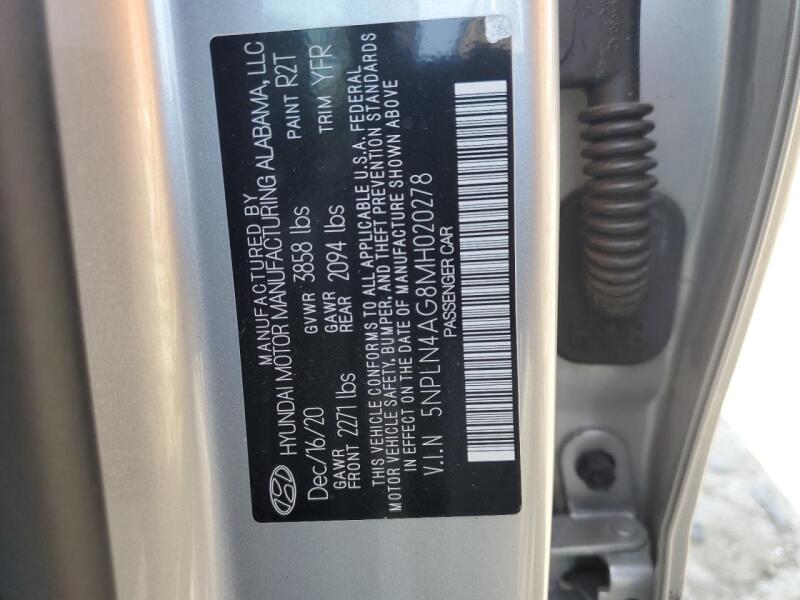 MANUFACTURED BY
HYUNDAI MOTOR MANUFACTURING ALABAMA, LLC
Dec/16/20 GVWR 3858 lbs PAINT R2T
GAWR FRONT 2271 lbs GAWR REAR 2094 lbs TRIM YFR
THIS VEHICLE CONFORMS TO ALL APPLICABLE U.S.A. FEDERAL
MOTOR VEHICLE SAFETY, BUMPER, AND THEFT PREVENTION STANDARDS
IN EFFECT ON THE DATE OF MANUFACTURE SHOWN ABOVE
V.I.N 5NPLN4AG8MH020278
PASSENGER CAR